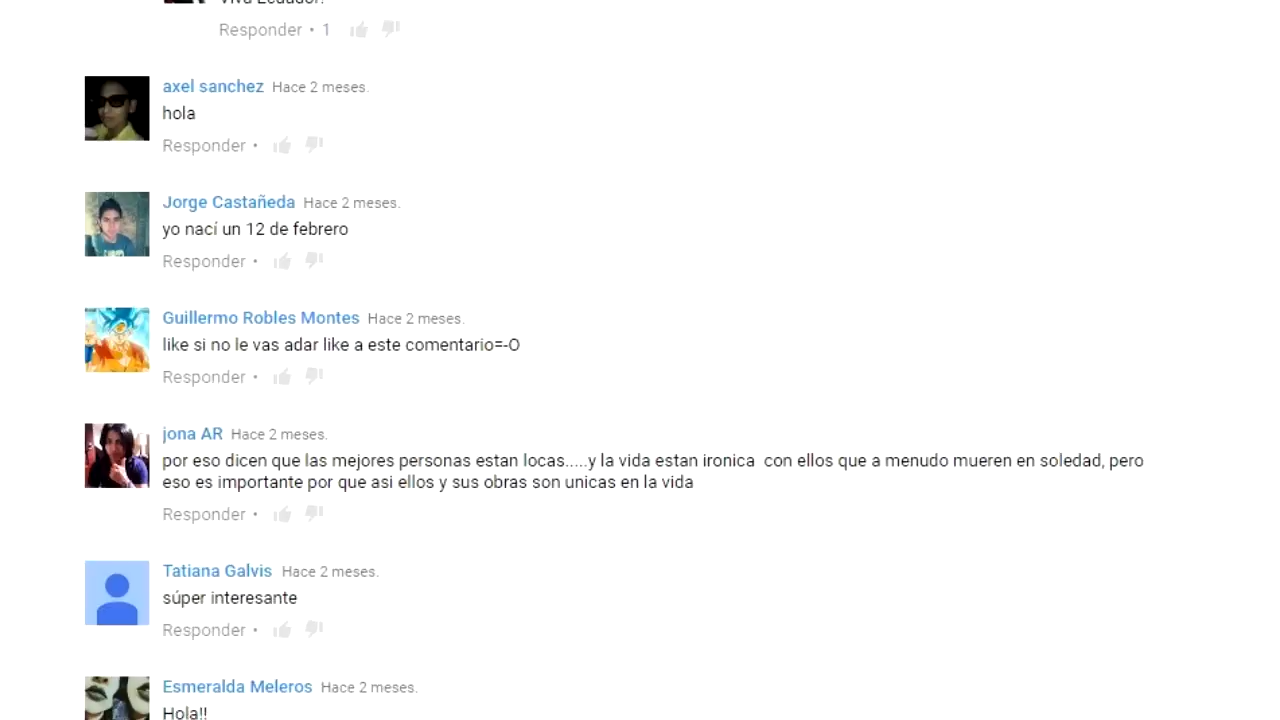 Viva Ecuador!
Responder • 1
axel sanchez Hace 2 meses.
hola
Responder •
Jorge Castañeda Hace 2 meses.
yo nací un 12 de febrero
Responder •
Guillermo Robles Montes Hace 2 meses.
like si no le vas adar like a este comentario=-O
Responder •
jona AR Hace 2 meses.
por eso dicen que las mejores personas estan locas.....y la vida estan ironica  con ellos que a menudo mueren en soledad, pero
eso es importante por que asi ellos y sus obras son unicas en la vida
Responder •
Tatiana Galvis Hace 2 meses.
súper interesante
Responder •
Esmeralda Meleros Hace 2 meses.
Hola!!